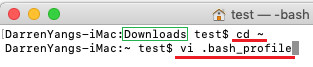 test — -bash
[DarrenYangs-iMac:Downloads test$ cd ~
DarrenYangs-iMac:~ test$ vi .bash_profile